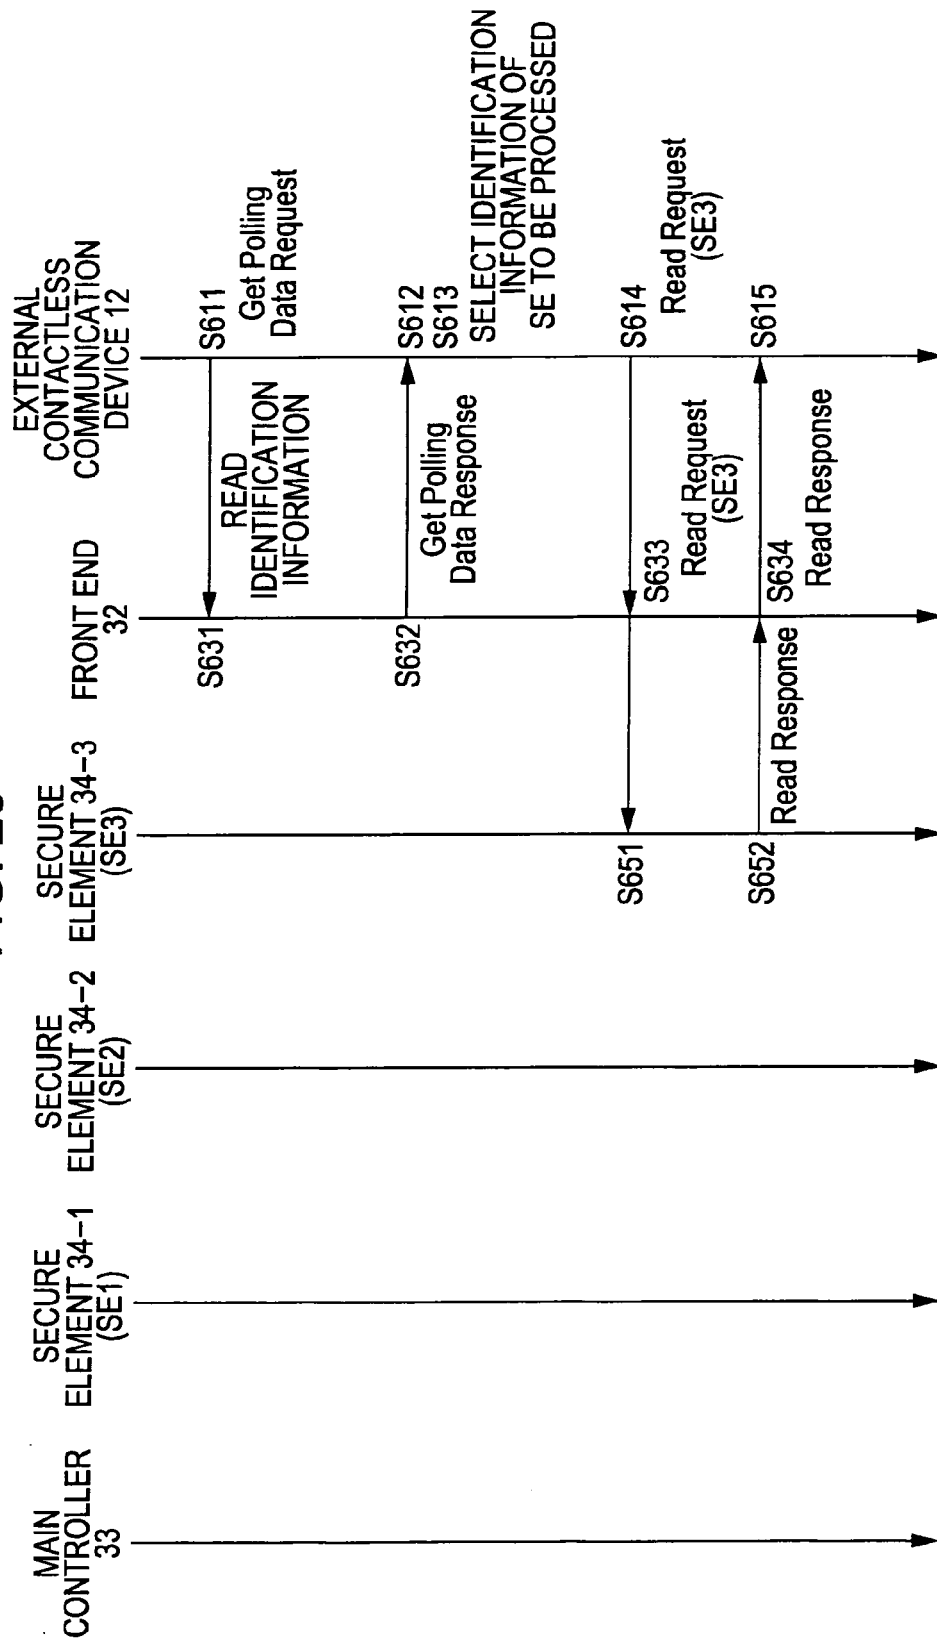 MAIN
CONTROLLER
33
SECURE
ELEMENT 34-1
(SE1)
SECURE
ELEMENT 34-2
(SE2)
SECURE
ELEMENT 34-3
(SE3)
FRONT END
32
EXTERNAL
CONTACTLESS
COMMUNICATION
DEVICE 12
S631
READ
IDENTIFICATION
INFORMATION
S611
Get Polling
Data Request
S632
Get Polling
Data Response
S612
S613
SELECT IDENTIFICATION
INFORMATION OF
SE TO BE PROCESSED
S651
S633
Read Request
(SE3)
S614
Read Request
(SE3)
S652
Read Response
S634
Read Response
S615